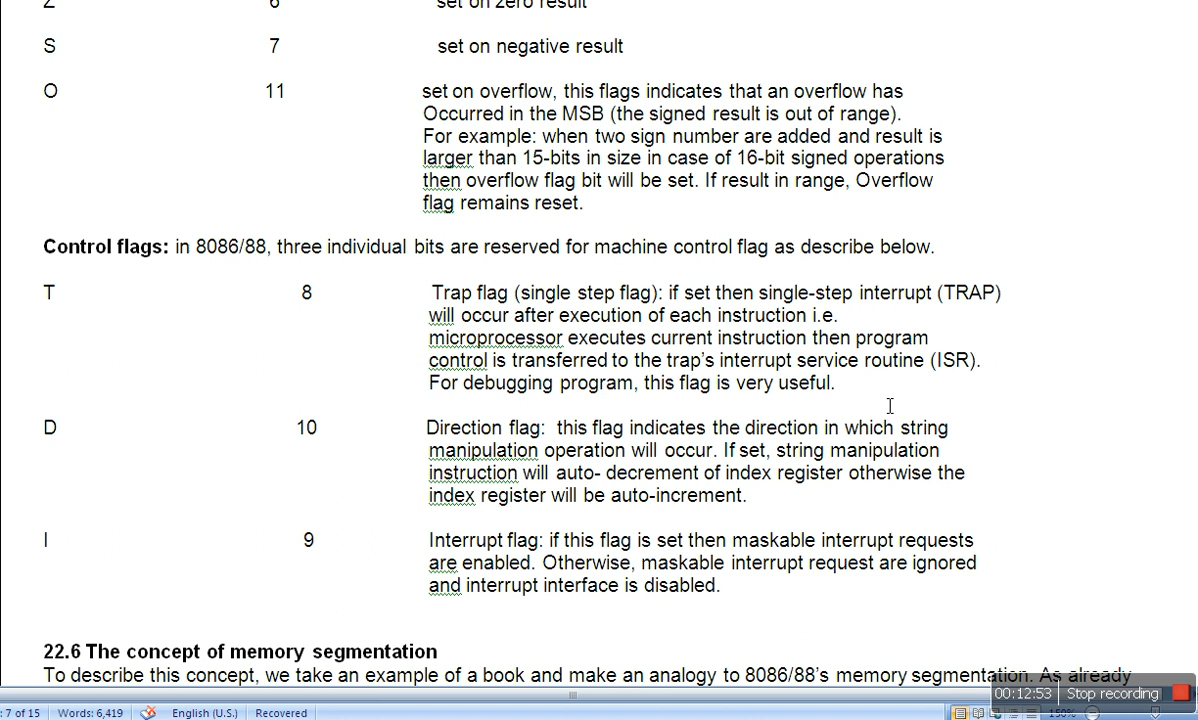 Z 6 set on zero result
S 7 set on negative result
O 11 set on overflow, this flags indicates that an overflow has
Occurred in the MSB (the signed result is out of range).
For example: when two sign number are added and result is
larger than 15-bits in size in case of 16-bit signed operations
then overflow flag bit will be set. If result in range, Overflow
flag remains reset.
Control flags: in 8086/88, three individual bits are reserved for machine control flag as describe below.
T 8 Trap flag (single step flag): if set then single-step interrupt (TRAP)
will occur after execution of each instruction i.e.
microprocessor executes current instruction then program
control is transferred to the trap's interrupt service routine (ISR).
For debugging program, this flag is very useful.
D 10 Direction flag: this flag indicates the direction in which string
manipulation operation will occur. If set, string manipulation
instruction will auto- decrement of index register otherwise the
index register will be auto-increment.
I 9 Interrupt flag: if this flag is set then maskable interrupt requests
are enabled. Otherwise, maskable interrupt request are ignored
and interrupt interface is disabled.
22.6 The concept of memory segmentation
To describe this concept, we take an example of a book and make an analogy to 8086/88's memory segmentation. As already
00:12:53 Stop recording
: 7 of 15 Words: 6,419 English (U.S.) Recovered 150%